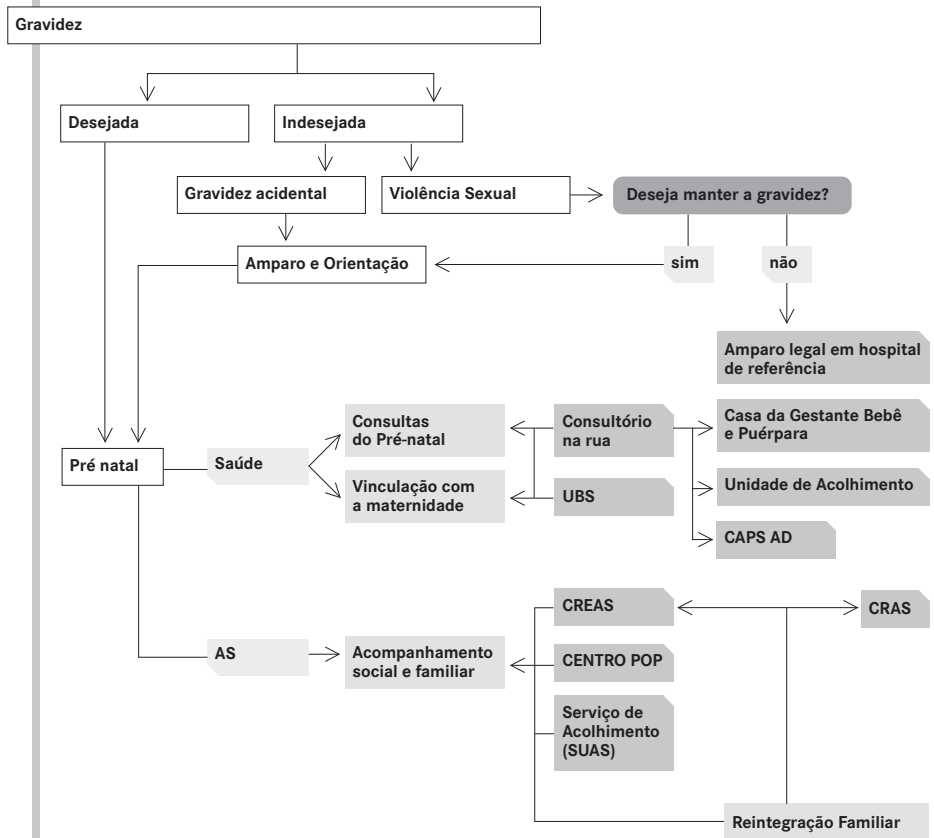 Gravidez
Desejada
Indesejada
Gravidez acidental
Violência Sexual
Deseja manter a gravidez?
Amparo e Orientação
sim
não
Amparo legal em hospital
de referência
Consultas
do Pré-natal
Consultório
na rua
Casa da Gestante Bebê
e Puérpara
Pré natal
Saúde
Vinculação com
a maternidade
UBS
Unidade de Acolhimento
CAPS AD
CREAS
CRAS
AS
Acompanhamento
social e familiar
CENTRO POP
Serviço de
Acolhimento
(SUAS)
Reintegração Familiar